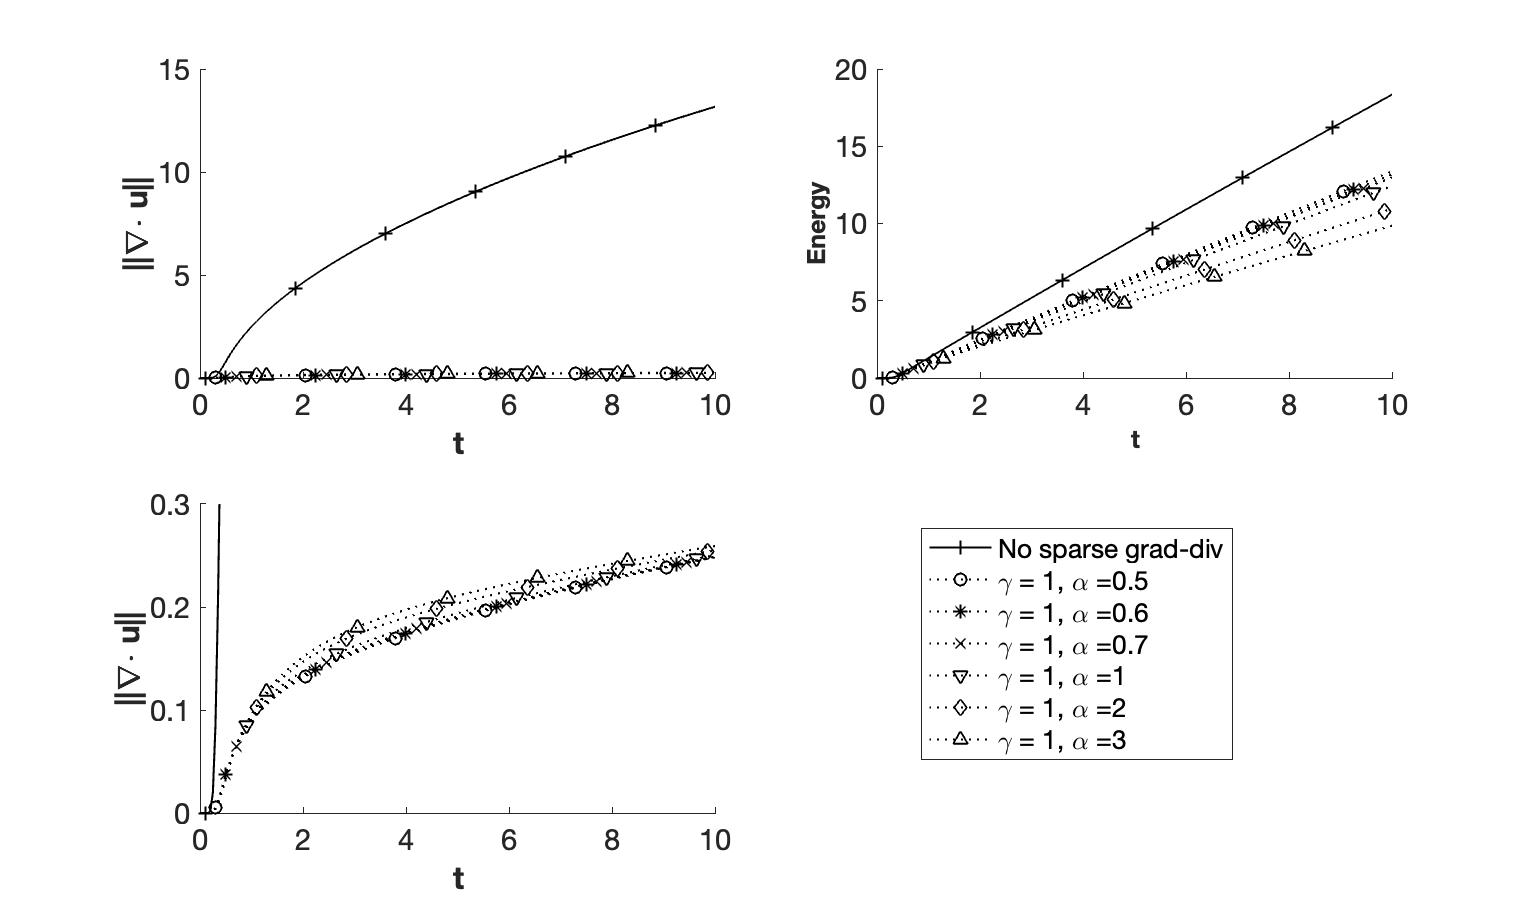 15
10
5
0
0 2 4 6 8 10
‖∇· u‖
t
20
15
10
5
0
0 2 4 6 8 10
Energy
t
0.3
0.2
0.1
0
0 2 4 6 8 10
‖∇· u‖
t
No sparse grad-div
γ = 1, α =0.5
γ = 1, α =0.6
γ = 1, α =0.7
γ = 1, α =1
γ = 1, α =2
γ = 1, α =3